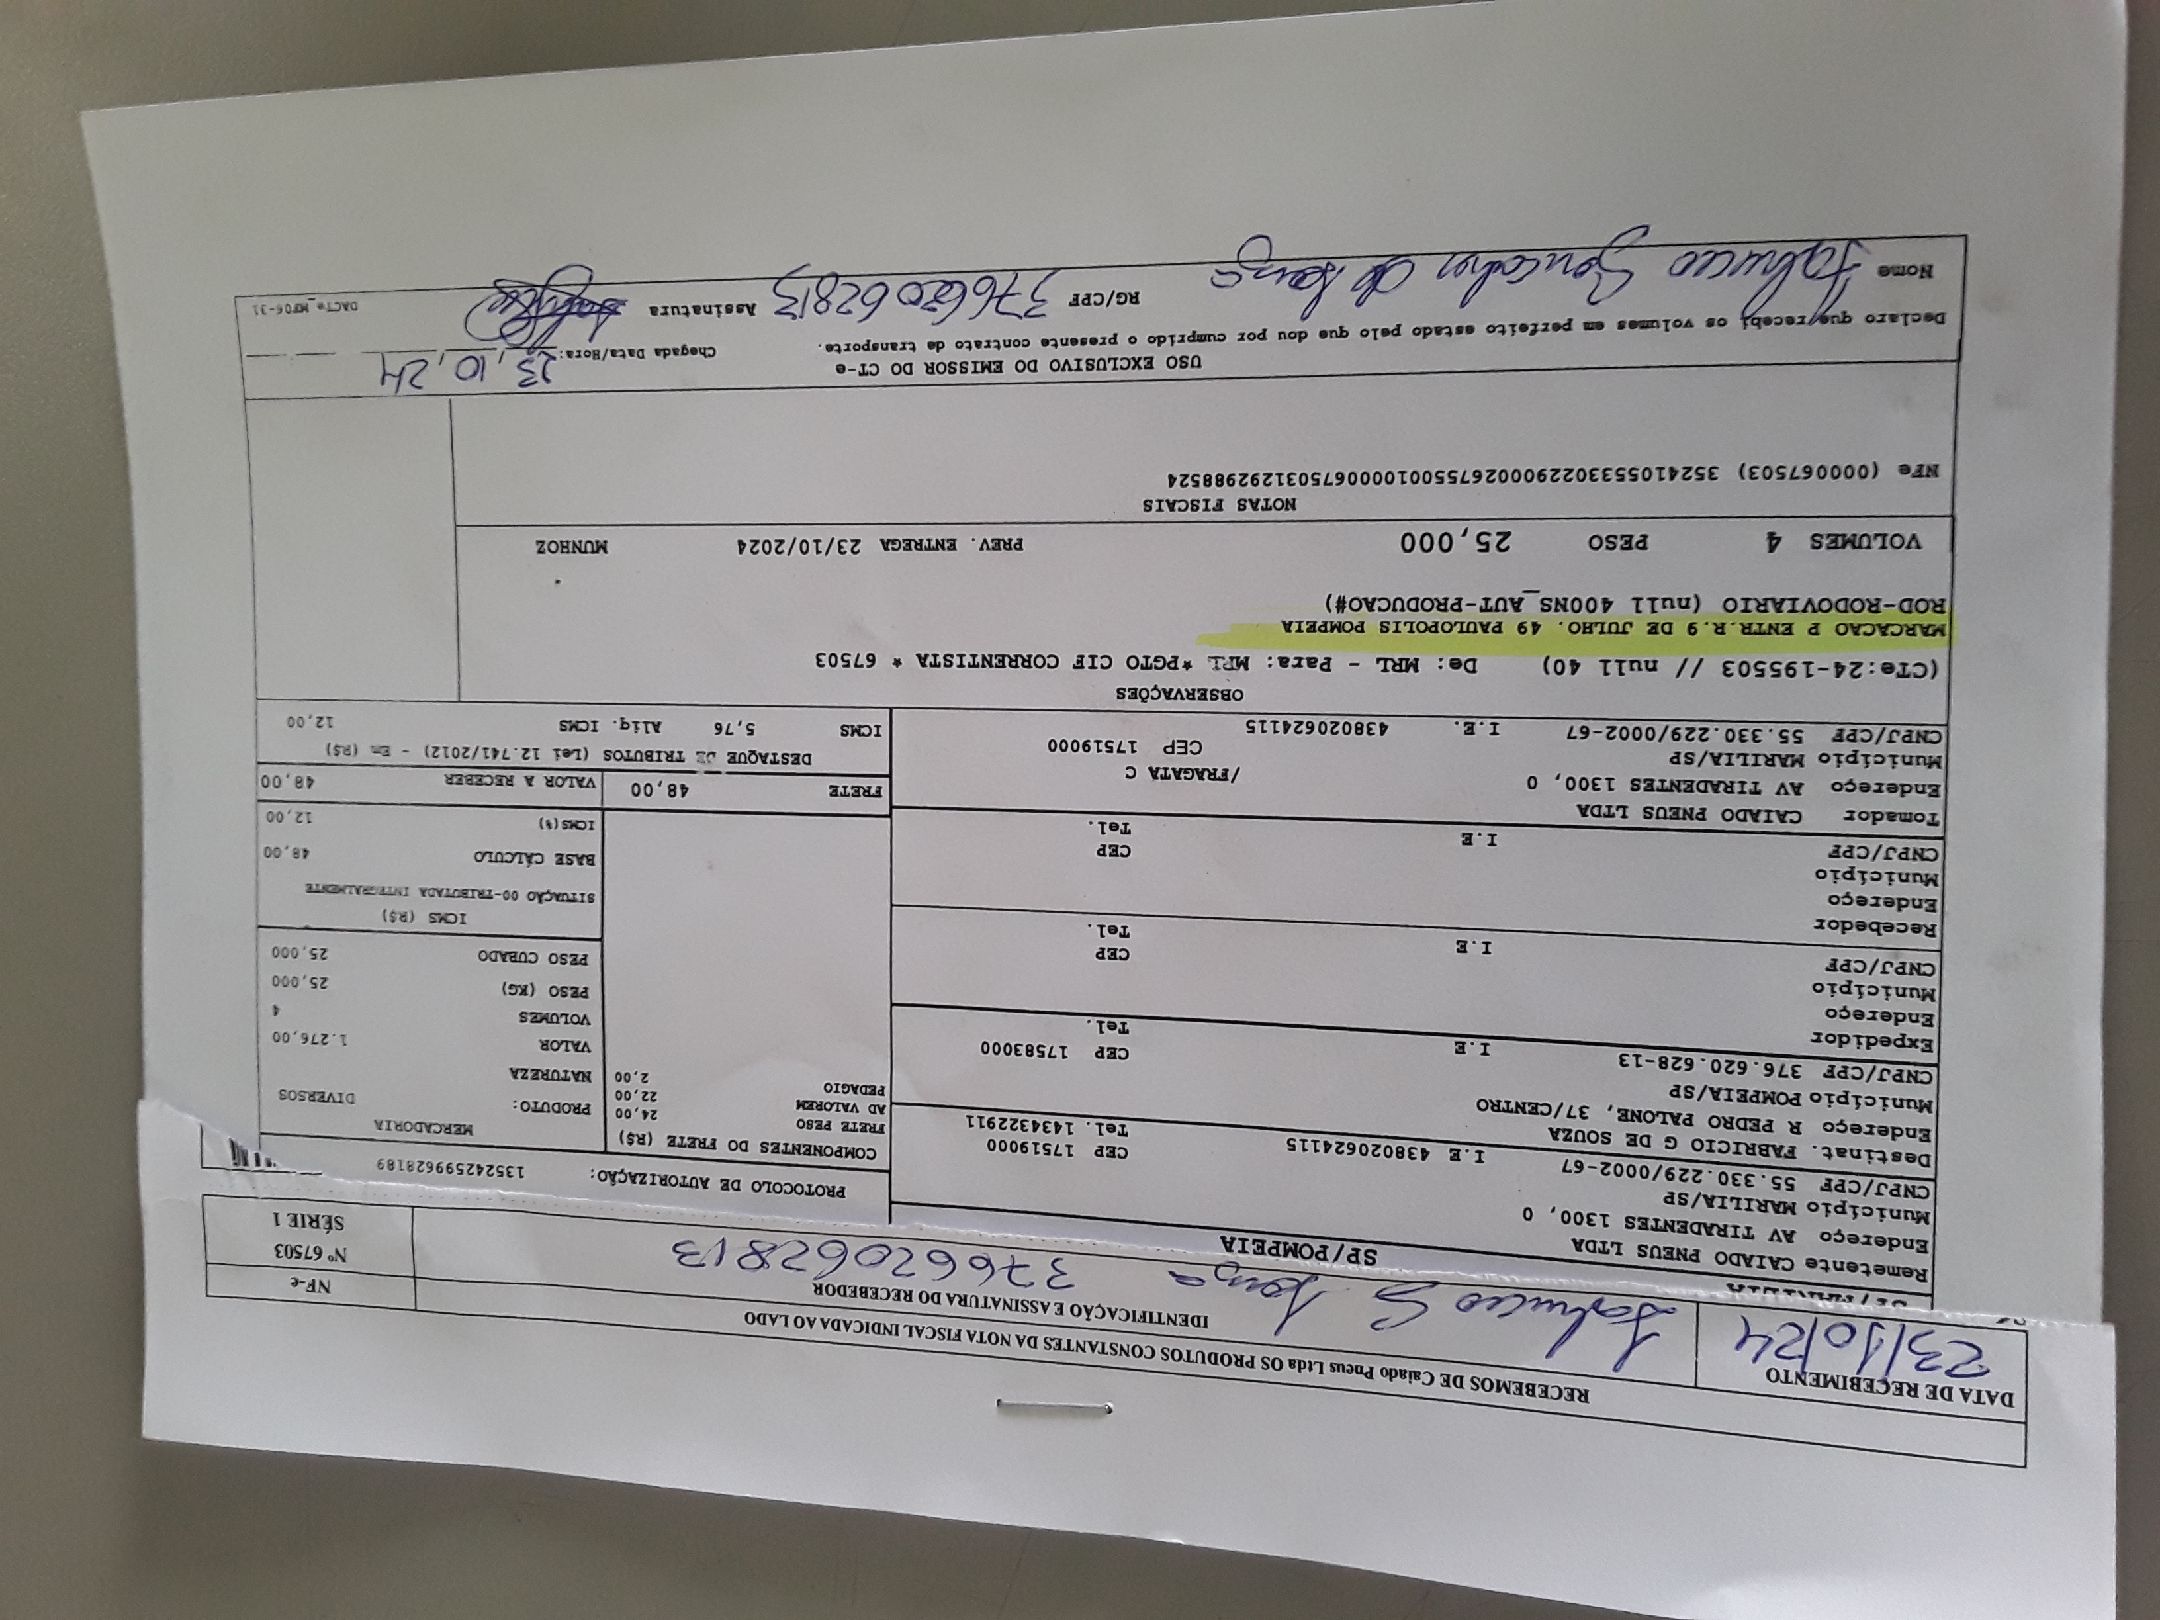 DATA DE RECEBIMENTO
23/10/24
RECEBEMOS DE Caiado Pneus Ltda OS PRODUTOS CONSTANTES DA NOTA FISCAL INDICADA AO LADO
IDENTIFICAÇÃO E ASSINATURA DO RECEBEDOR
Fabricio G Souza 37662062813
NF-e
Nº 67503
SÉRIE 1
SP/POMPEIA
Remetente CAIADO PNEUS LTDA
Endereço AV TIRADENTES 1300, 0
Município MARILIA/SP CEP 17519000
CNPJ/CPF 55.330.229/0002-67 I.E 438020624115 Tel. 1434322911
Destinat. FABRICIO G DE SOUZA
Endereço R PEDRO PALONE, 37/CENTRO
Município POMPEIA/SP CEP 17583000
CNPJ/CPF 376.620.628-13 I.E Tel.
Expedidor
Endereço
Município CEP
CNPJ/CPF I.E Tel.
Recebedor
Endereço
Município CEP
CNPJ/CPF I.E Tel.
Tomador CAIADO PNEUS LTDA
Endereço AV TIRADENTES 1300, 0 /FRAGATA C
Município MARILIA/SP CEP 17519000
CNPJ/CPF 55.330.229/0002-67 I.E. 438020624115
PROTOCOLO DE AUTORIZAÇÃO: 135242599628189
COMPONENTES DO FRETE (R$)
FRETE PESO 24,00
AD VALOREM 22,00
PEDAGIO 2,00
MERCADORIA
PRODUTO: DIVERSOS
NATUREZA
VALOR 1.276,00
VOLUMES 4
PESO (KG) 25,000
PESO CUBADO 25,000
ICMS (R$)
SITUAÇÃO 00-TRIBUTADA INTEGRALMENTE
BASE CÁLCULO 48,00
ICMS(%) 12,00
FRETE 48,00 VALOR A RECEBER 48,00
DESTAQUE DE TRIBUTOS (Lei 12.741/2012) - Em (R$)
ICMS 5,76 Aliq. ICMS 12,00
OBSERVAÇÕES
(CTe:24-195503 // null 40) De: MRL - Para: MRL *PGTO CIF CORRENTISTA * 67503
MARCACAO P ENTR.R.9 DE JULHO. 49 PAULOPOLIS POMPEIA
ROD-RODOVIARIO (null 400NS_AUT-PRODUCAO#)
VOLUMES 4 PESO 25,000 PREV. ENTREGA 23/10/2024 MUNHOZ
NOTAS FISCAIS
NFe (000067503) 35241055330229000267550010000675031292988524
USO EXCLUSIVO DO EMISSOR DO CT-e
Declaro que recebi os volumes em perfeito estado pelo que dou por cumprido o presente contrato de transporte.
Chegada Data/Hora: 23,10,24
Nome Fabricio Goncalves de Souza RG/CPF 37662062813 Assinatura
DACTe_MF06-31